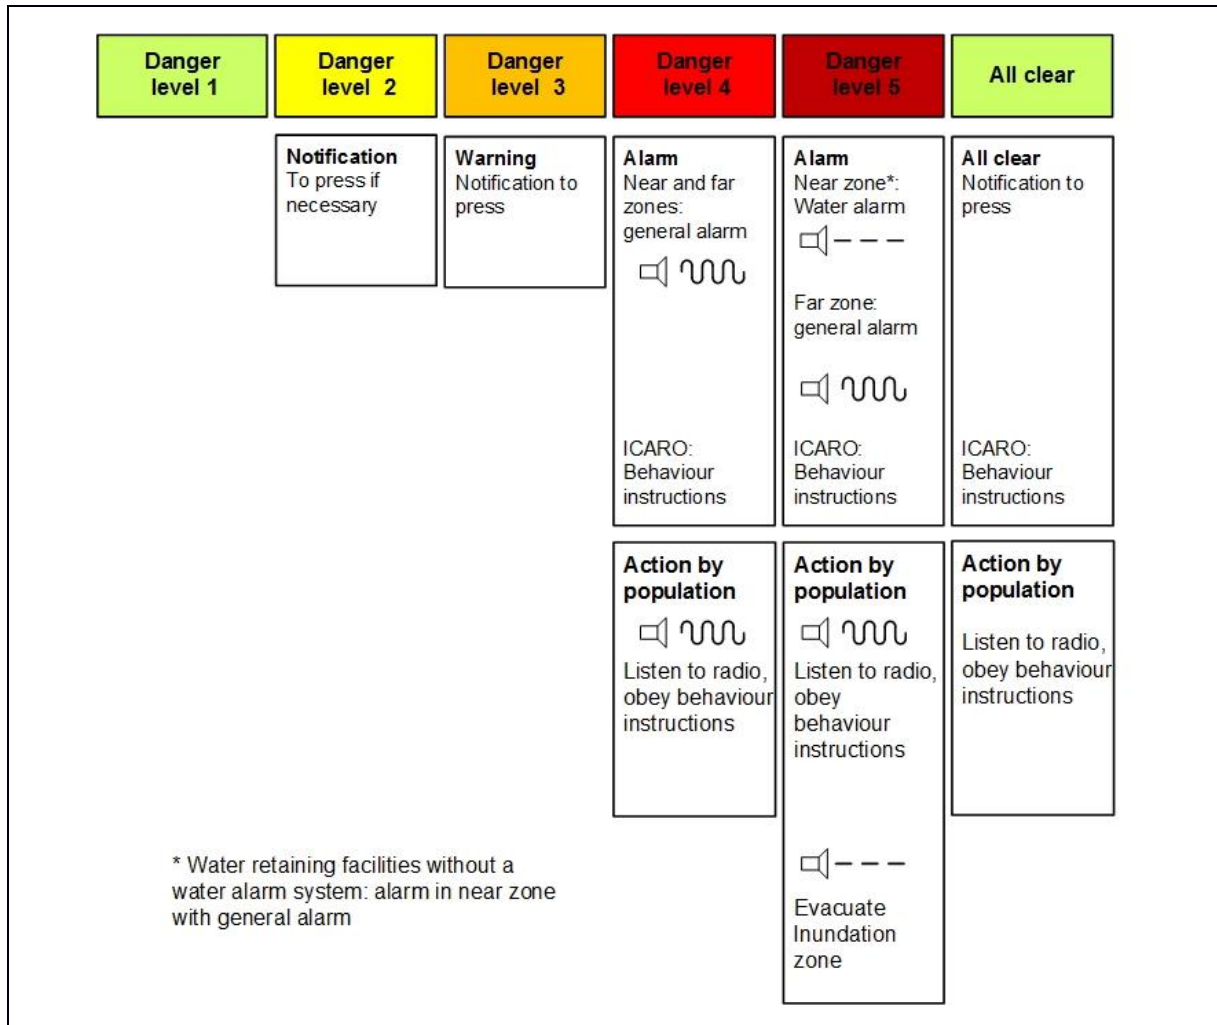 Danger
level 1
Danger
level 2
Danger
level 3
Danger
level 4
Danger
level 5
All clear
Notification
To press if
necessary
Warning
Notification to
press
Alarm
Near and far
zones:
general alarm
ICARO:
Behaviour
instructions
Alarm
Near zone*:
Water alarm
Far zone:
general alarm
ICARO:
Behaviour
instructions
All clear
Notification to
press
ICARO:
Behaviour
instructions
Action by
population
Listen to radio,
obey behaviour
instructions
Action by
population
Listen to radio,
obey
behaviour
instructions
Evacuate
Inundation
zone
Action by
population
Listen to radio,
obey behaviour
instructions
* Water retaining facilities without a
water alarm system: alarm in near zone
with general alarm